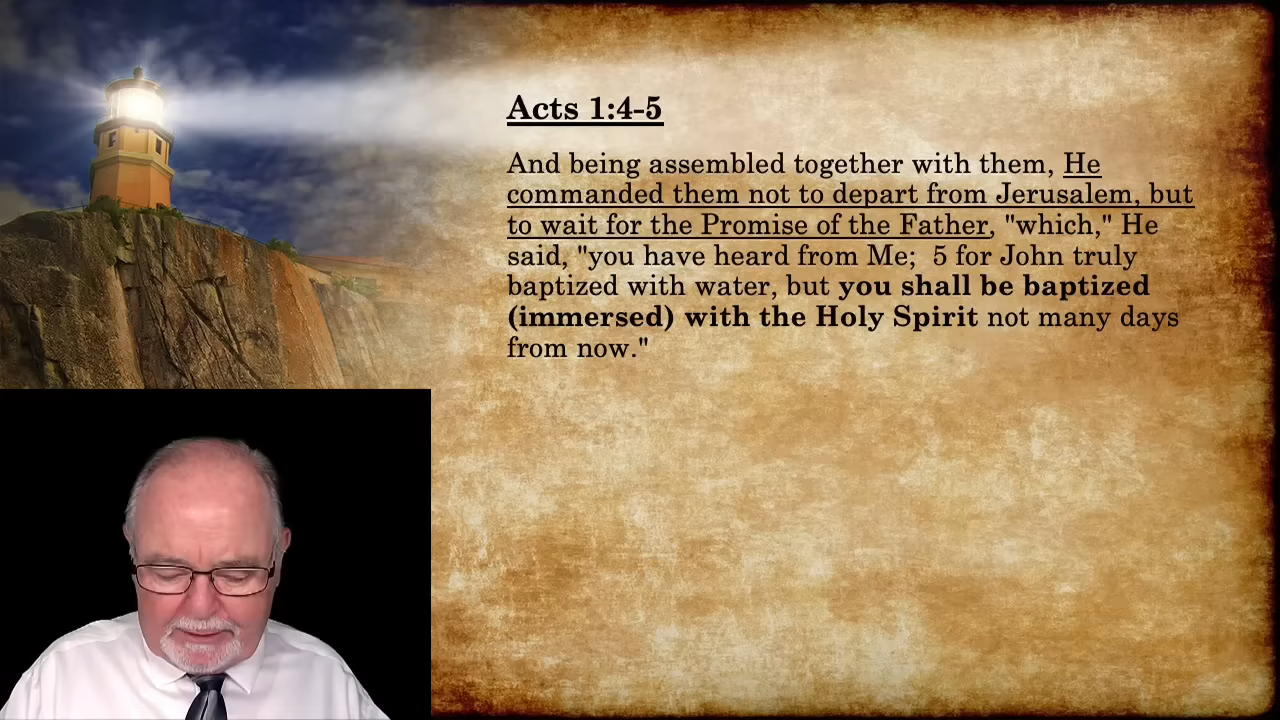 Acts 1:4-5
And being assembled together with them, He
commanded them not to depart from Jerusalem, but
to wait for the Promise of the Father, "which," He
said, "you have heard from Me;  5 for John truly
baptized with water, but you shall be baptized
(immersed) with the Holy Spirit not many days
from now."